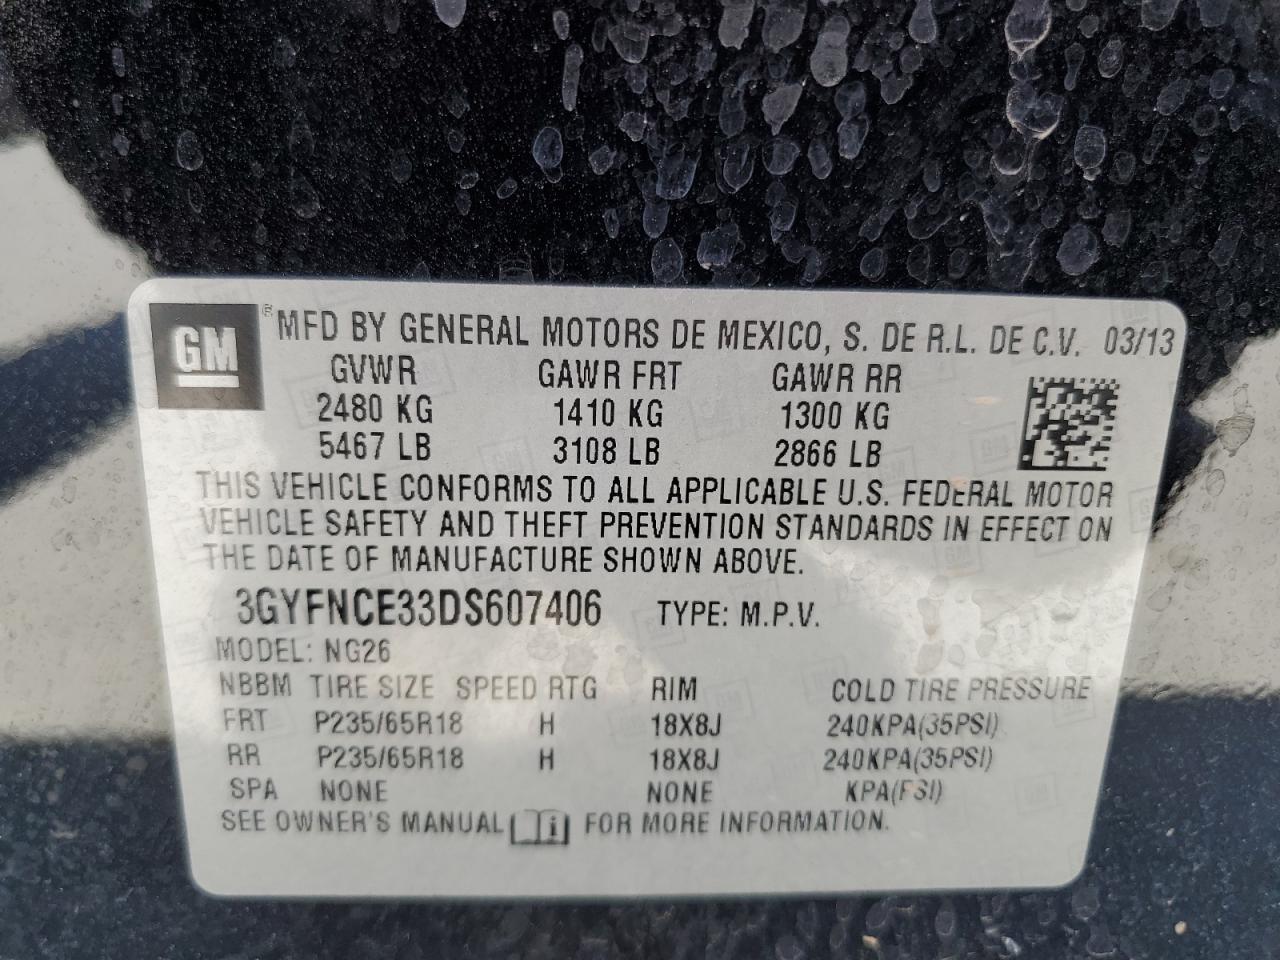 GM ® MFD BY GENERAL MOTORS DE MEXICO, S. DE R.L. DE C.V. 03/13
GVWR GAWR FRT GAWR RR
2480 KG 1410 KG 1300 KG
5467 LB 3108 LB 2866 LB
THIS VEHICLE CONFORMS TO ALL APPLICABLE U.S. FEDERAL MOTOR
VEHICLE SAFETY AND THEFT PREVENTION STANDARDS IN EFFECT ON
THE DATE OF MANUFACTURE SHOWN ABOVE.
3GYFNCE33DS607406 TYPE: M.P.V.
MODEL: NG26
NBBM TIRE SIZE SPEED RTG RIM COLD TIRE PRESSURE
FRT P235/65R18 H 18X8J 240KPA(35PSI)
RR P235/65R18 H 18X8J 240KPA(35PSI)
SPA NONE NONE KPA(PSI)
SEE OWNER'S MANUAL i FOR MORE INFORMATION.